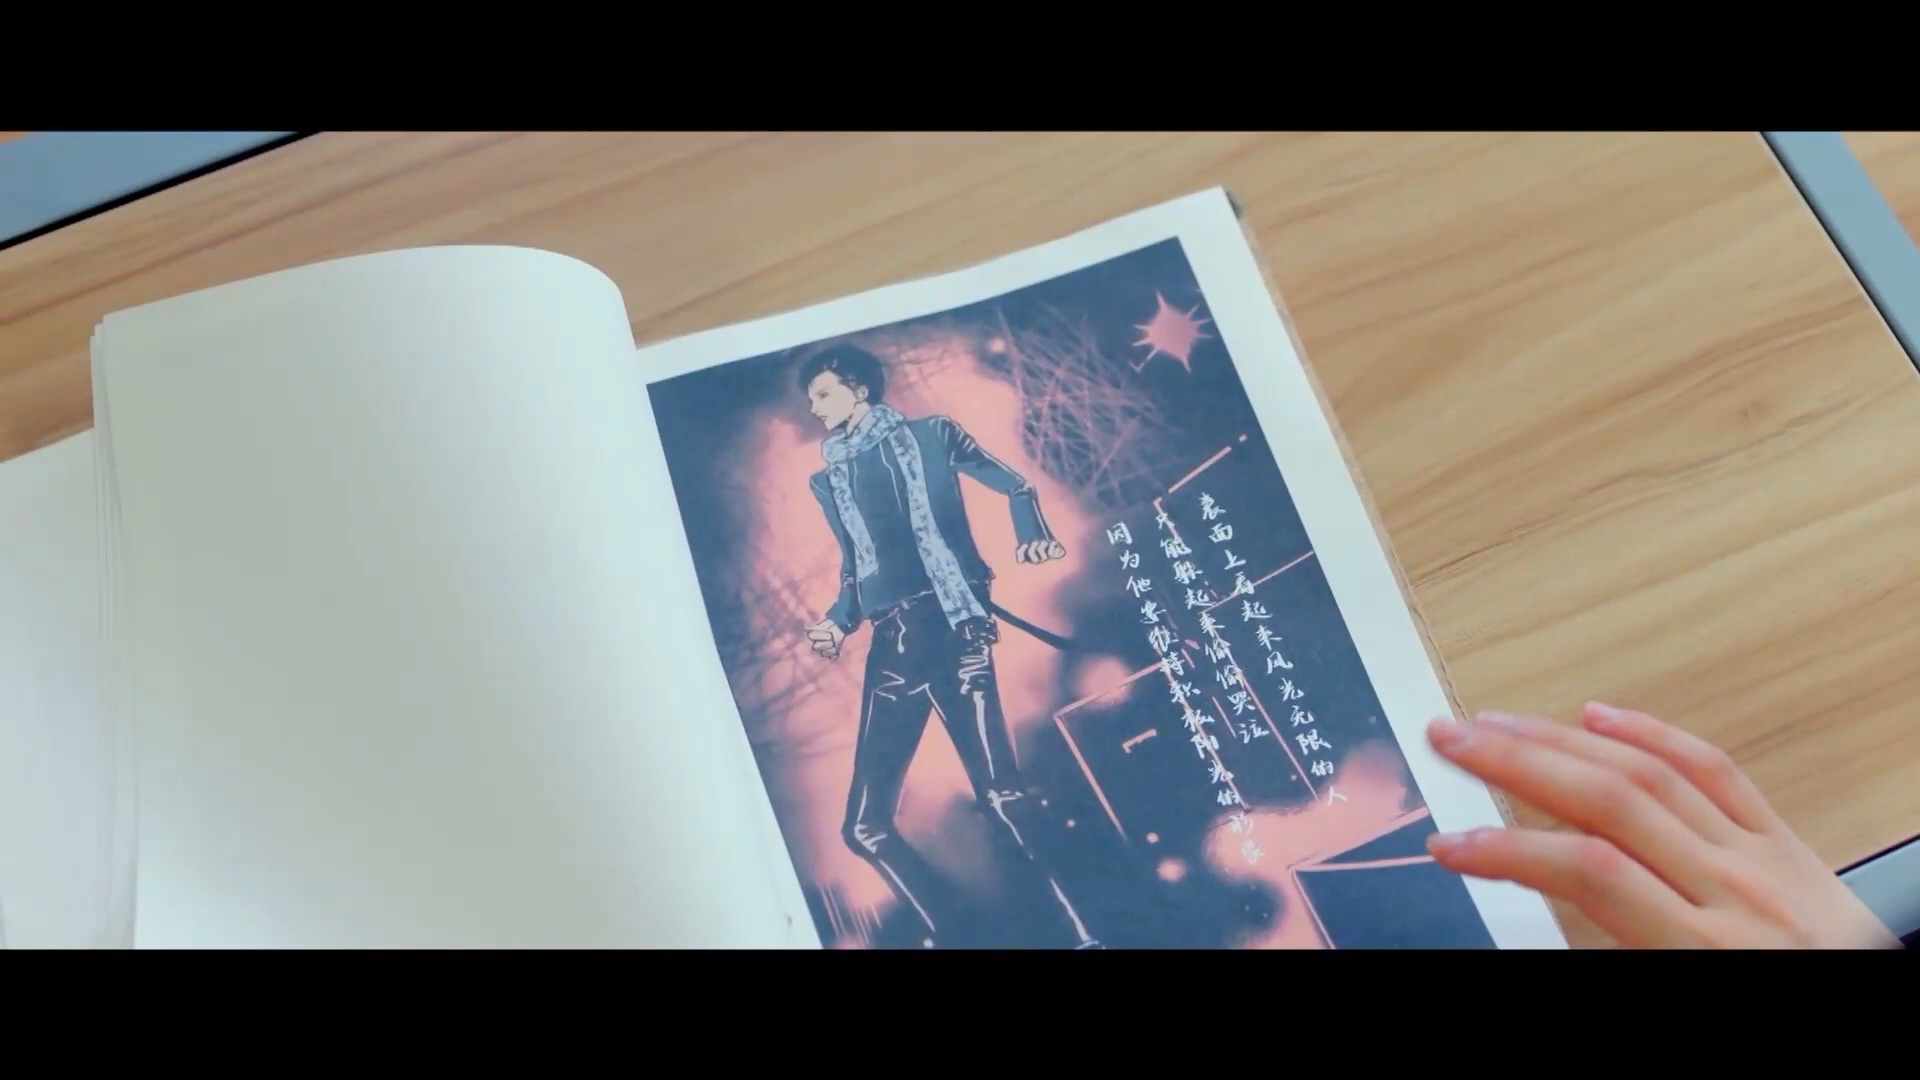 表面上看起来风光无限的人
只能躲起来偷偷哭泣
因为他要维持积极阳光的形象